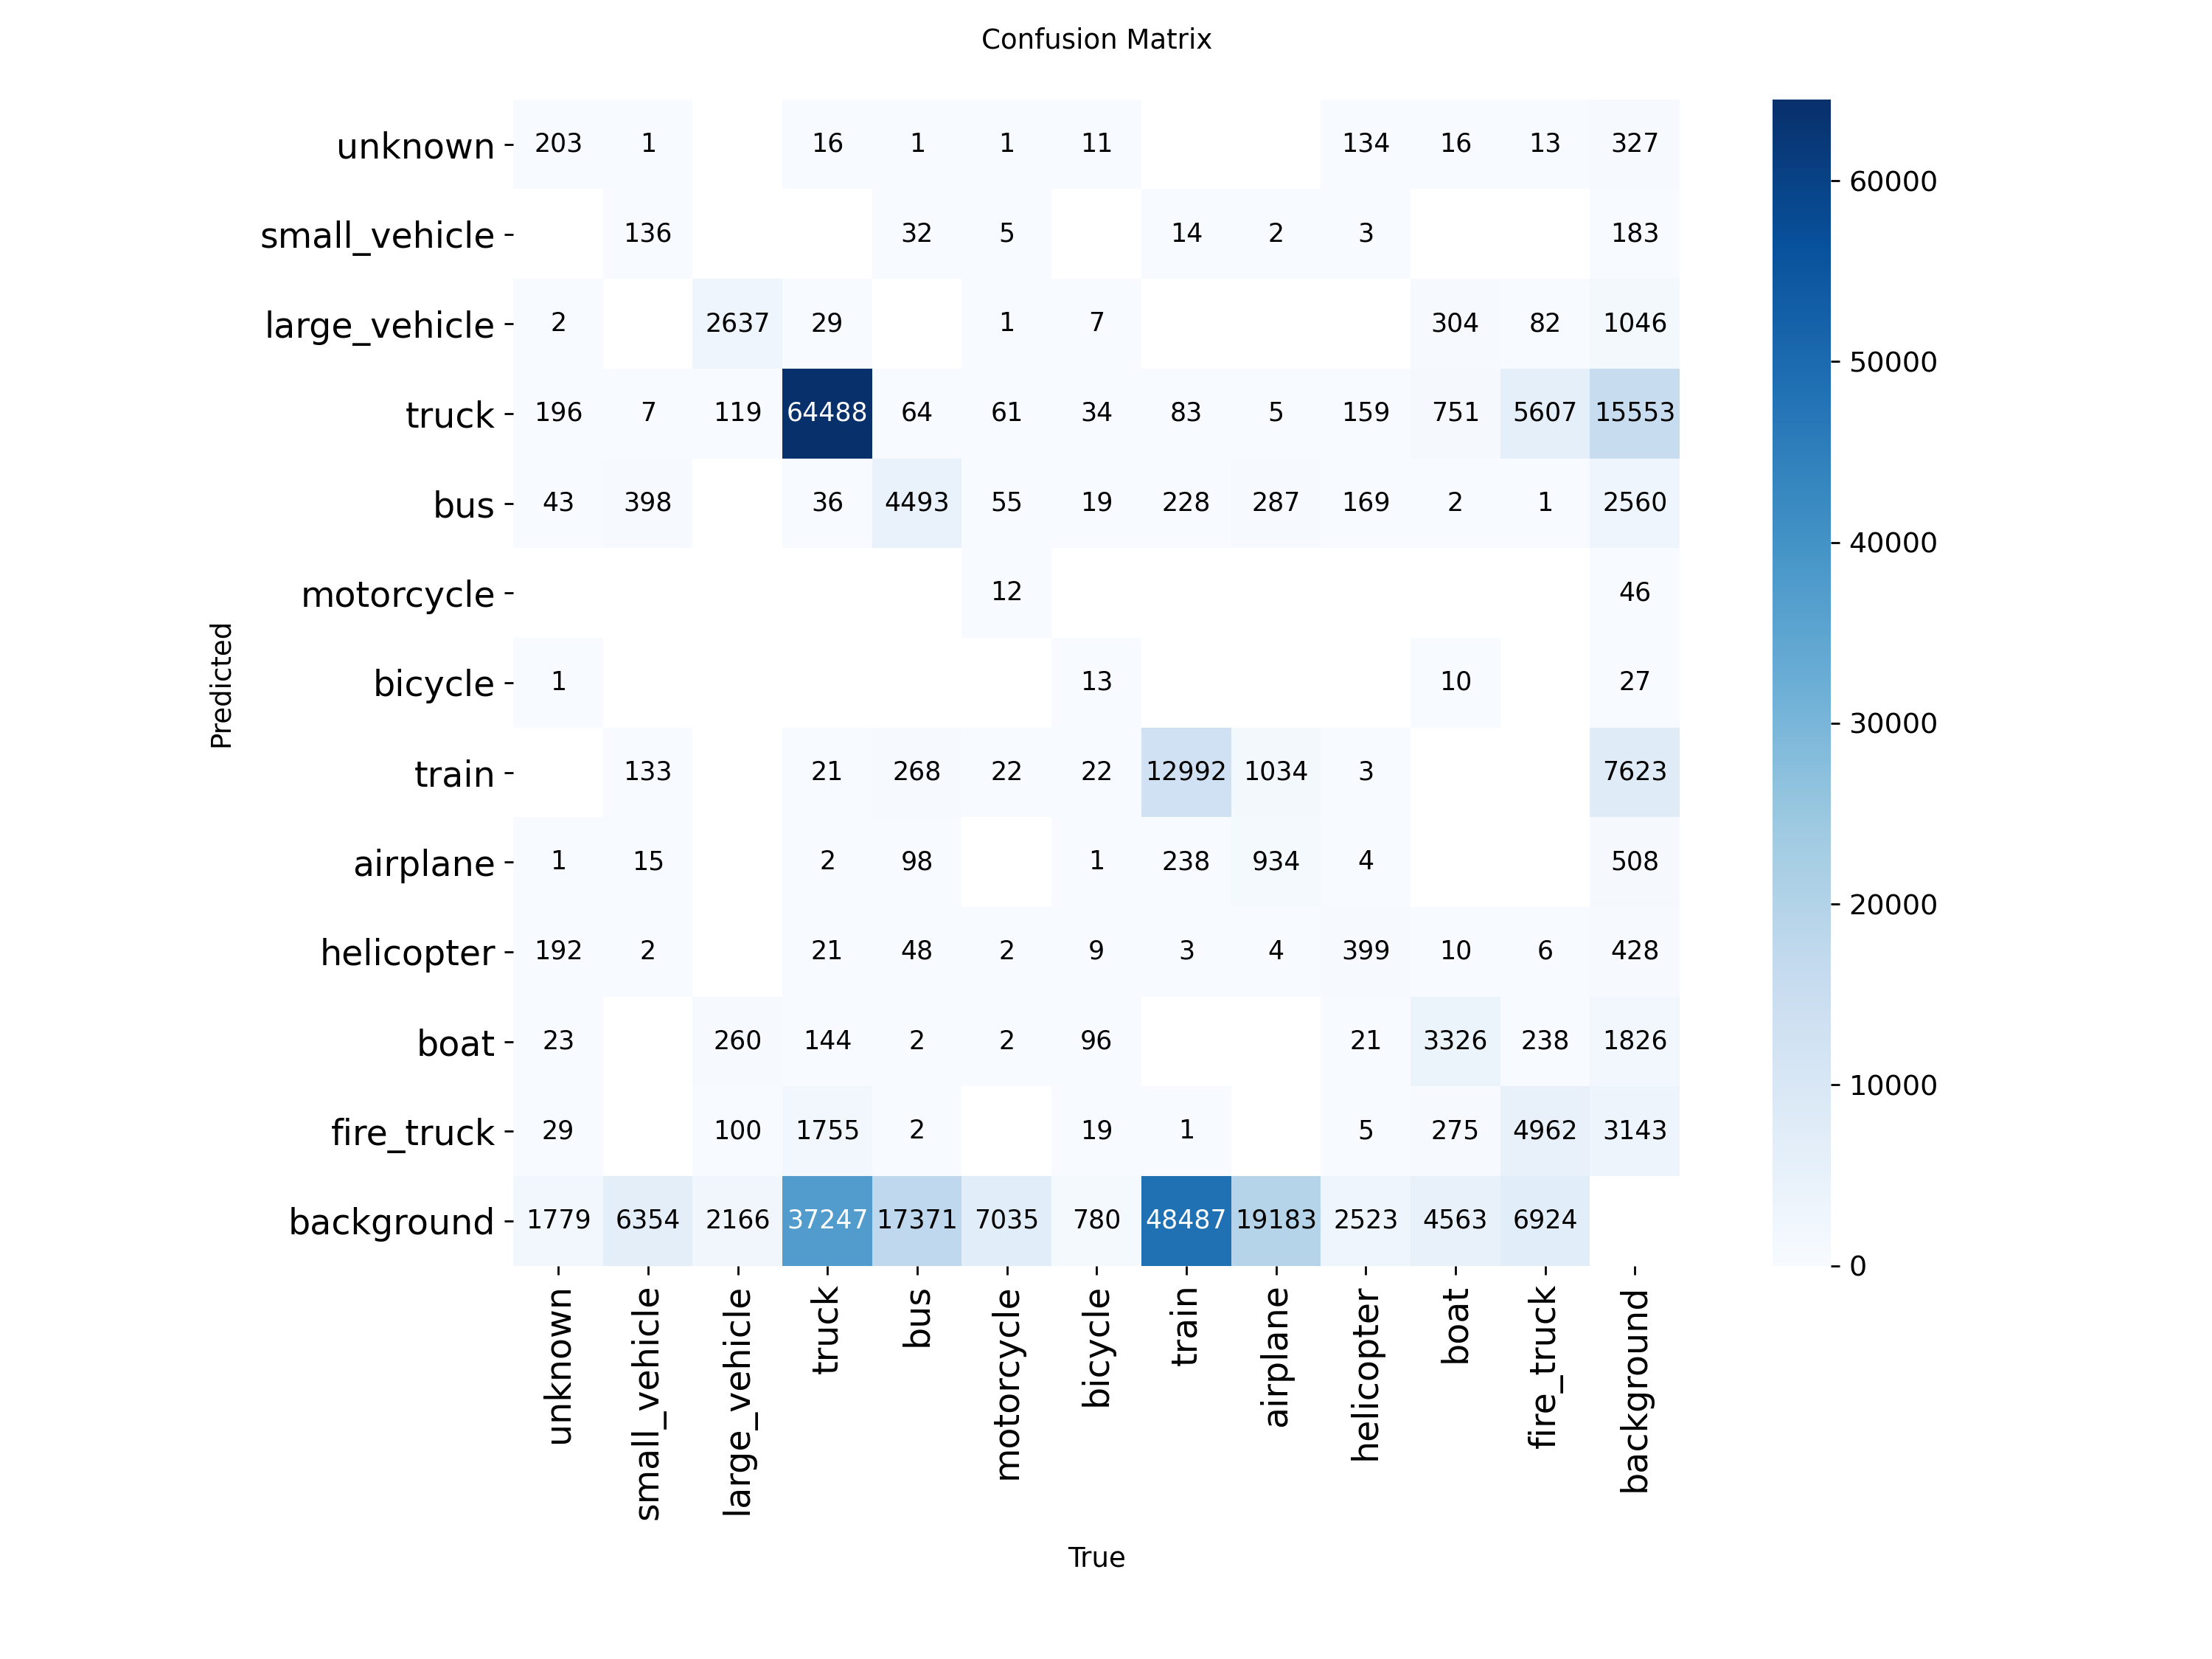 Confusion Matrix
unknown 203 1 16 1 1 11 134 16 13 327
small_vehicle 136 32 5 14 2 3 183
large_vehicle 2 2637 29 1 7 304 82 1046
truck 196 7 119 64488 64 61 34 83 5 159 751 5607 15553
bus 43 398 36 4493 55 19 228 287 169 2 1 2560
motorcycle 12 46
bicycle 1 13 10 27
train 133 21 268 22 22 12992 1034 3 7623
airplane 1 15 2 98 1 238 934 4 508
helicopter 192 2 21 48 2 9 3 4 399 10 6 428
boat 23 260 144 2 2 96 21 3326 238 1826
fire_truck 29 100 1755 2 19 1 5 275 4962 3143
background 1779 6354 2166 37247 17371 7035 780 48487 19183 2523 4563 6924
unknown small_vehicle large_vehicle truck bus motorcycle bicycle train airplane helicopter boat fire_truck background
True
Predicted
60000
50000
40000
30000
20000
10000
0